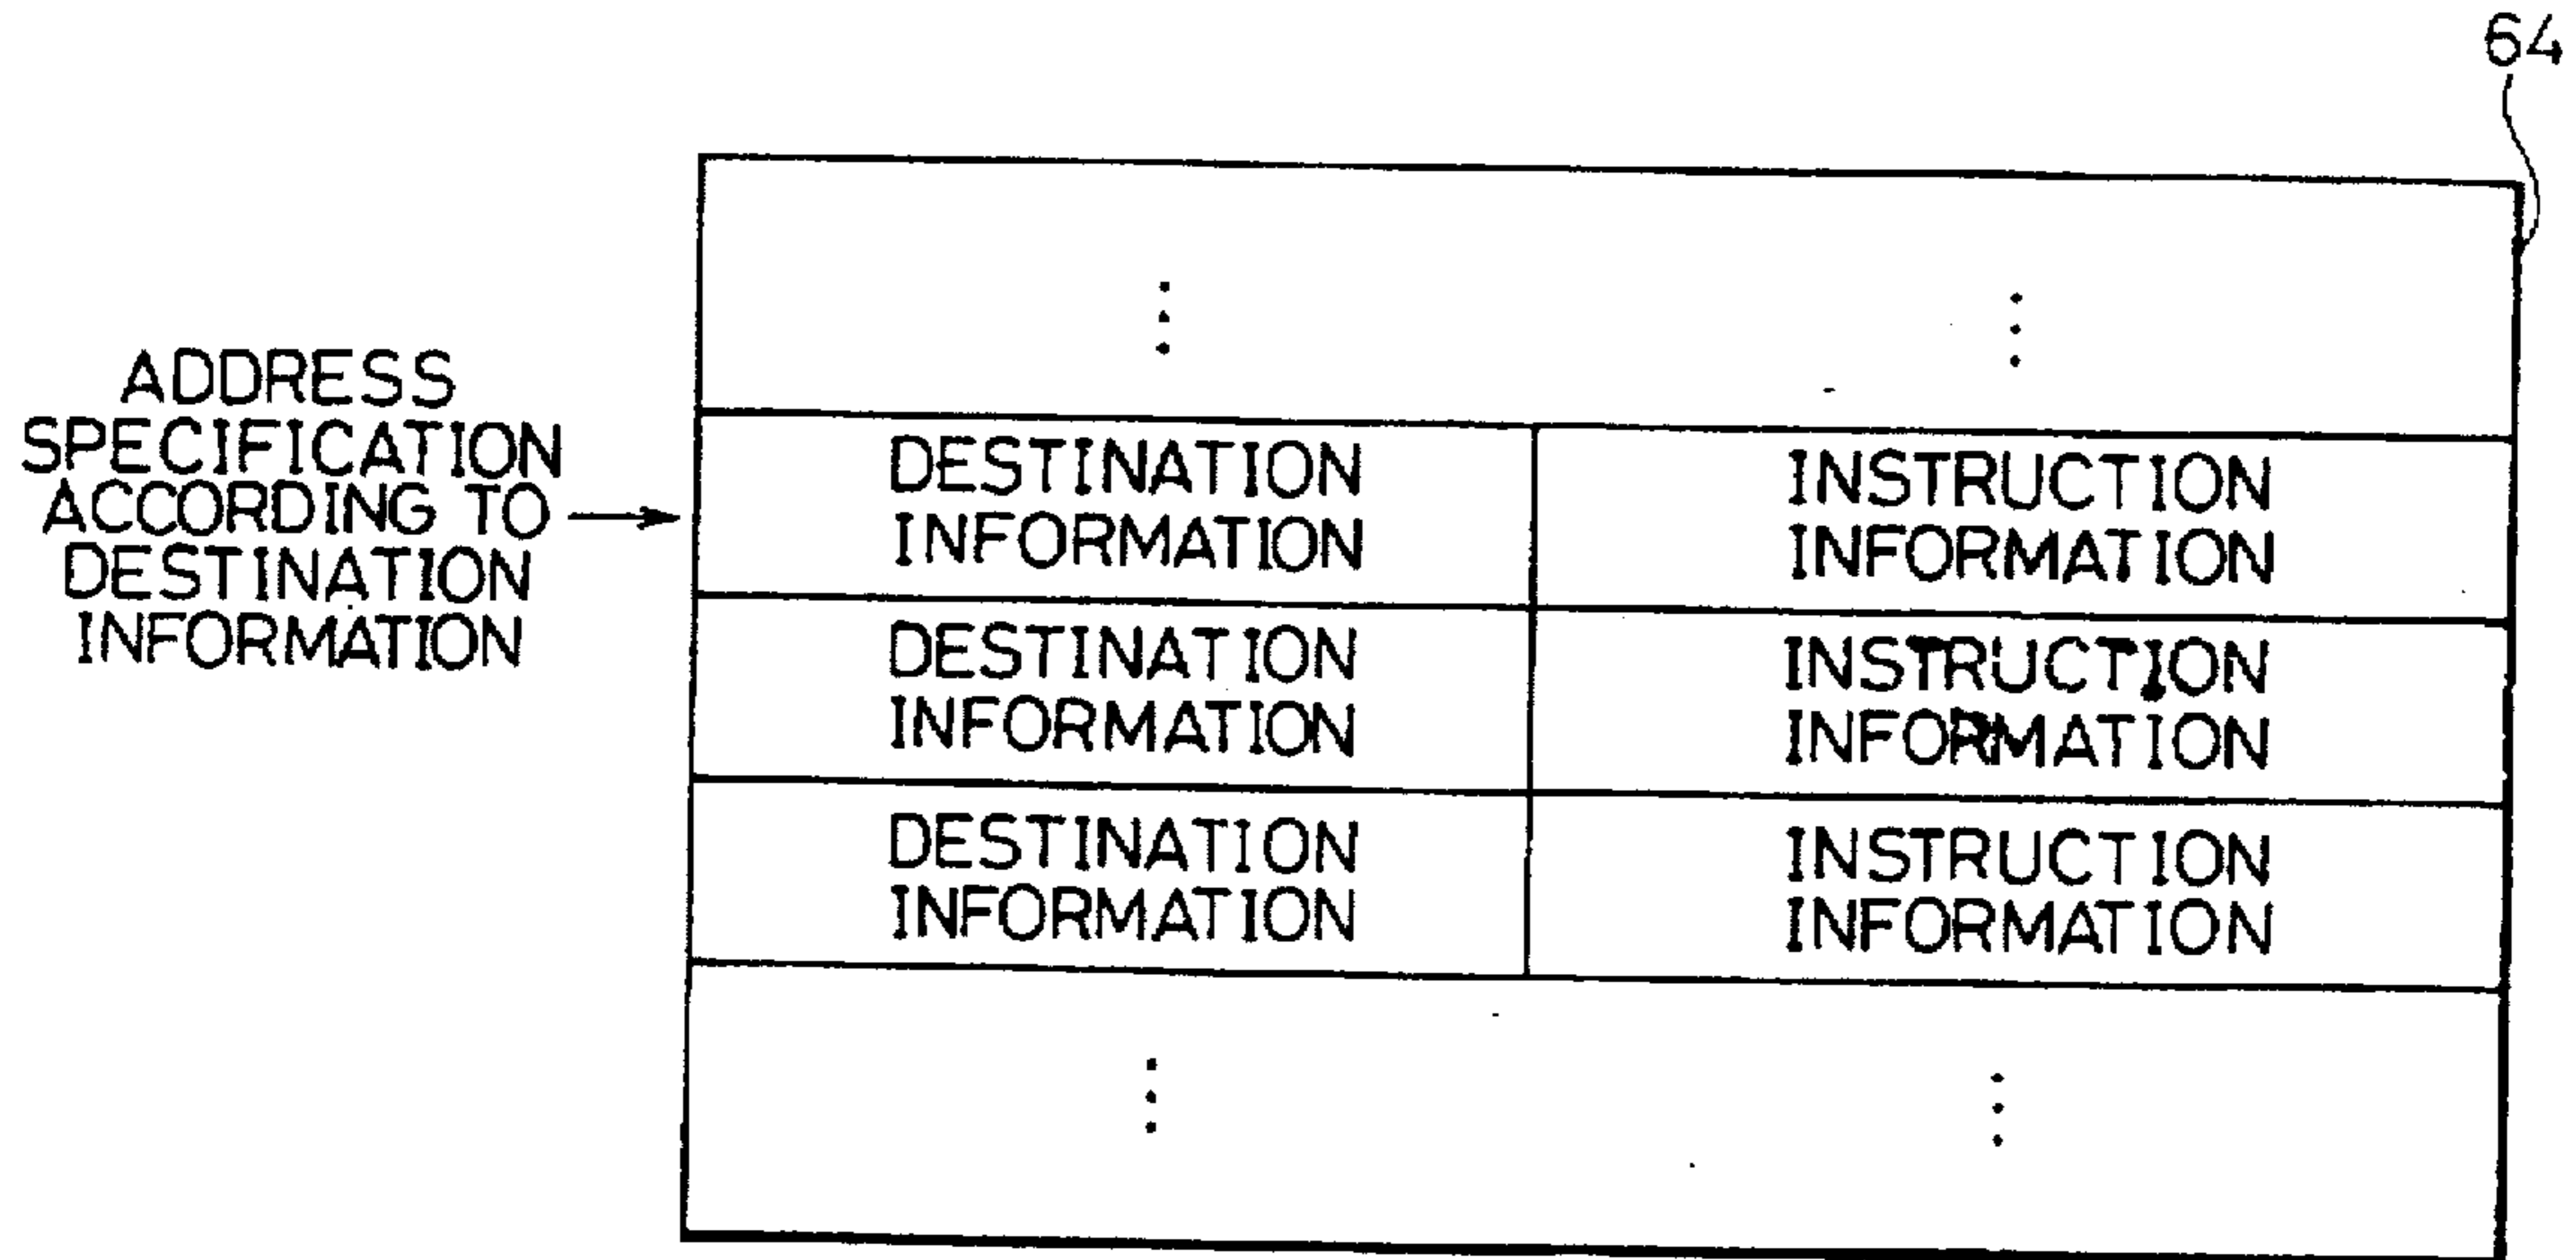 64
ADDRESS
SPECIFICATION
ACCORDING TO
DESTINATION
INFORMATION
DESTINATION
INFORMATION
INSTRUCTION
INFORMATION
DESTINATION
INFORMATION
INSTRUCTION
INFORMATION
DESTINATION
INFORMATION
INSTRUCTION
INFORMATION